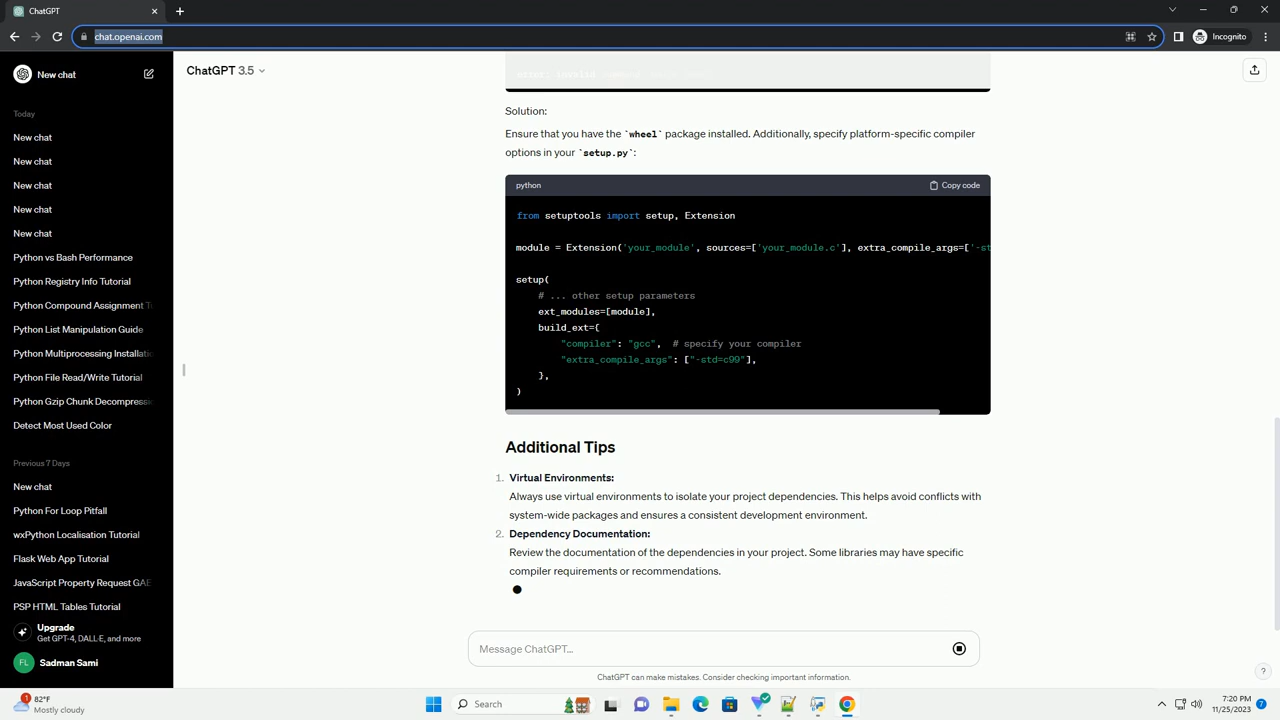 ChatGPT
chat.openai.com
Incognito
New chat
Today
New chat
New chat
New chat
New chat
New chat
Python vs Bash Performance
Python Registry Info Tutorial
Python Compound Assignment T
Python List Manipulation Guide
Python Multiprocessing Installatio
Python File Read/Write Tutorial
Python Gzip Chunk Decompress
Detect Most Used Color
Previous 7 Days
New chat
Python For Loop Pitfall
wxPython Localisation Tutorial
Flask Web App Tutorial
JavaScript Property Request GAE
PSP HTML Tables Tutorial
Upgrade
Get GPT-4, DALL·E, and more
FL Sadman Sami
ChatGPT 3.5
error: invalid command
Solution:
Ensure that you have the `wheel` package installed. Additionally, specify platform-specific compiler
options in your `setup.py`:
python
Copy code
from setuptools import setup, Extension
module = Extension('your_module', sources=['your_module.c'], extra_compile_args=['-st
setup(
# ... other setup parameters
ext_modules=[module],
build_ext={
"compiler": "gcc",  # specify your compiler
"extra_compile_args": ["-std=c99"],
},
)
Additional Tips
1. Virtual Environments:
Always use virtual environments to isolate your project dependencies. This helps avoid conflicts with
system-wide packages and ensures a consistent development environment.
2. Dependency Documentation:
Review the documentation of the dependencies in your project. Some libraries may have specific
compiler requirements or recommendations.
Message ChatGPT...
ChatGPT can make mistakes. Consider checking important information.
?
1
82°F
Mostly cloudy
Search
7:20 PM
11/25/2023
7